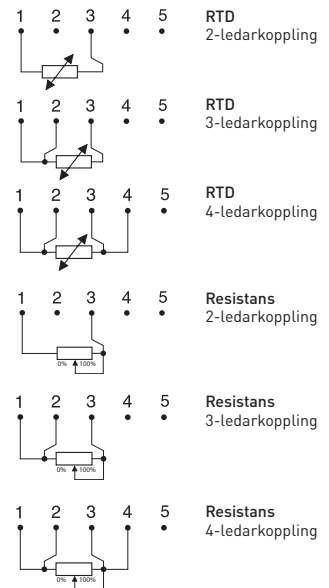 1 2 3 4 5 RTD
2-ledarkoppling
1 2 3 4 5 RTD
3-ledarkoppling
1 2 3 4 5 RTD
4-ledarkoppling
1 2 3 4 5 Resistans
2-ledarkoppling
0% 100%
1 2 3 4 5 Resistans
3-ledarkoppling
0% 100%
1 2 3 4 5 Resistans
4-ledarkoppling
0% 100%